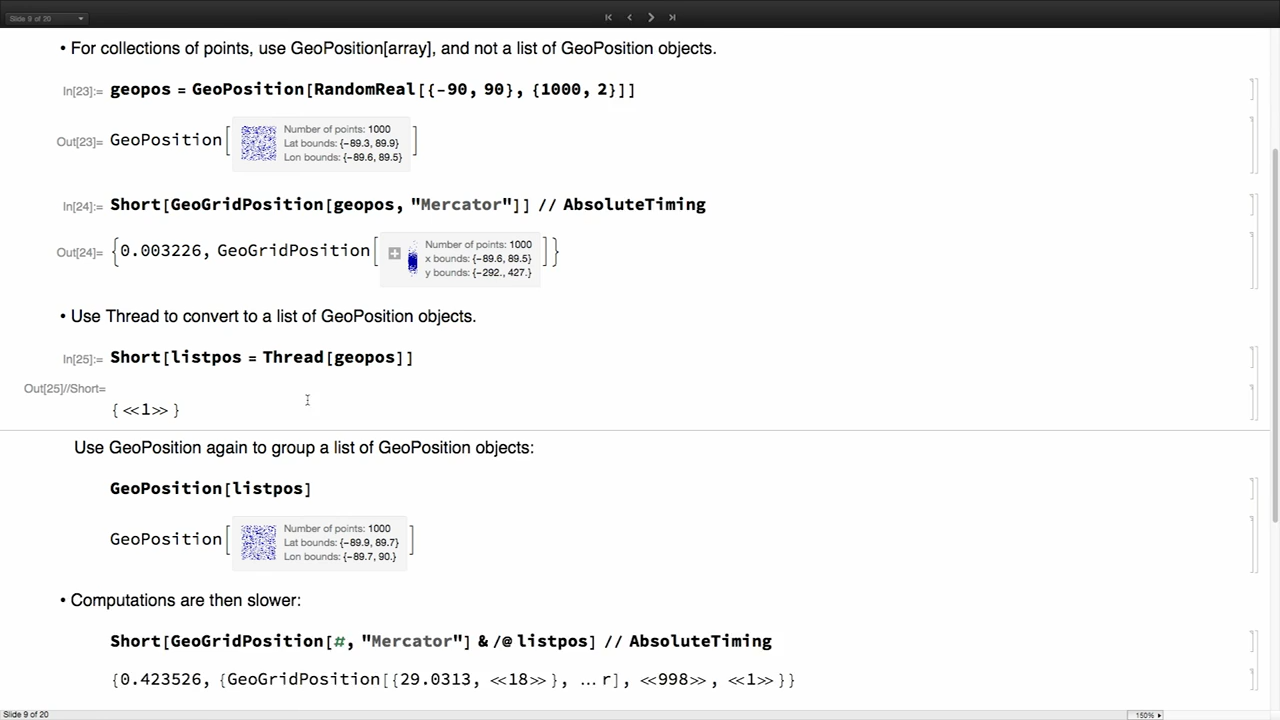 Slide 9 of 20
• For collections of points, use GeoPosition[array], and not a list of GeoPosition objects.
In[23]:= geopos = GeoPosition[RandomReal[{-90, 90}, {1000, 2}]]
Out[23]= GeoPosition[ Number of points: 1000
Lat bounds: {-89.3, 89.9}
Lon bounds: {-89.6, 89.5} ]
In[24]:= Short[GeoGridPosition[geopos, "Mercator"]] // AbsoluteTiming
Out[24]= {0.003226, GeoGridPosition[ Number of points: 1000
x bounds: {-89.6, 89.5}
y bounds: {-292., 427.} ]}
• Use Thread to convert to a list of GeoPosition objects.
In[25]:= Short[listpos = Thread[geopos]]
Out[25]//Short=
{≪1≫}
Use GeoPosition again to group a list of GeoPosition objects:
GeoPosition[listpos]
GeoPosition[ Number of points: 1000
Lat bounds: {-89.9, 89.7}
Lon bounds: {-89.7, 90.} ]
• Computations are then slower:
Short[GeoGridPosition[#, "Mercator"] & /@ listpos] // AbsoluteTiming
{0.423526, {GeoGridPosition[{29.0313, ≪18≫}, … r], ≪998≫, ≪1≫}}
Slide 9 of 20
150%